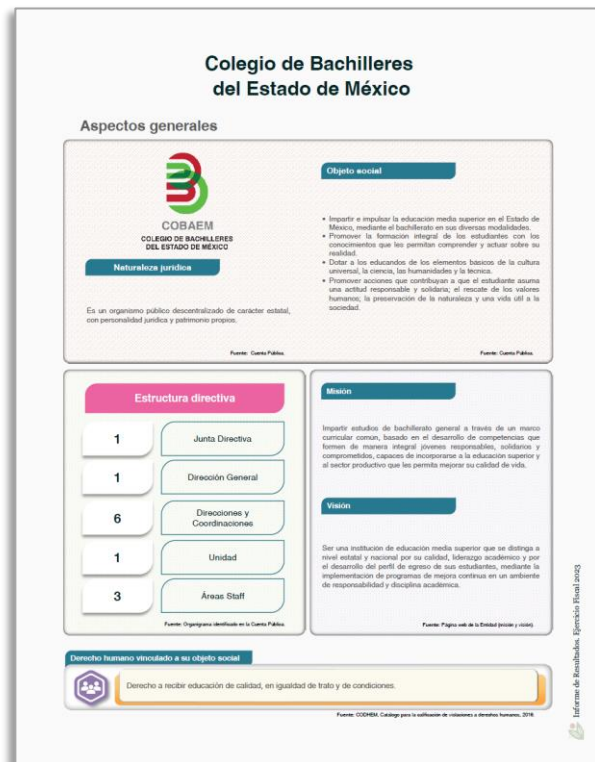 Colegio de Bachilleres
del Estado de México
Aspectos generales
COBAEM
COLEGIO DE BACHILLERES
DEL ESTADO DE MÉXICO
Naturaleza jurídica
Es un organismo público descentralizado de carácter estatal,
con personalidad jurídica y patrimonio propios.
Fuente: Cuenta Pública.
Objeto social
• Impartir e impulsar la educación media superior en el Estado de
México, mediante el bachillerato en sus diversas modalidades.
• Promover la formación integral de los estudiantes con los
conocimientos que les permitan comprender y actuar sobre su
realidad.
• Dotar a los educandos de los elementos básicos de la cultura
universal, la ciencia, las humanidades y la técnica.
• Promover acciones que contribuyan a que el estudiante asuma
una actitud responsable y solidaria; el rescate de los valores
humanos; la preservación de la naturaleza y una vida útil a la
sociedad.
Fuente: Cuenta Pública.
Estructura directiva
1 Junta Directiva
1 Dirección General
6 Direcciones y
Coordinaciones
1 Unidad
3 Áreas Staff
Fuente: Organigrama identificado en la Cuenta Pública.
Misión
Impartir estudios de bachillerato general a través de un marco
curricular común, basado en el desarrollo de competencias que
formen de manera integral jóvenes responsables, solidarios y
comprometidos, capaces de incorporarse a la educación superior y
al sector productivo que les permita mejorar su calidad de vida.
Visión
Ser una institución de educación media superior que se distinga a
nivel estatal y nacional por su calidad, liderazgo académico y por
el desarrollo del perfil de egreso de sus estudiantes, mediante la
implementación de programas de mejora continua en un ambiente
de responsabilidad y disciplina académica.
Fuente: Página web de la Entidad (misión y visión).
Derecho humano vinculado a su objeto social
Derecho a recibir educación de calidad, en igualdad de trato y de condiciones.
Fuente: CODHEM, Catálogo para la calificación de violaciones a derechos humanos, 2016.
Informe de Resultados. Ejercicio Fiscal 2023